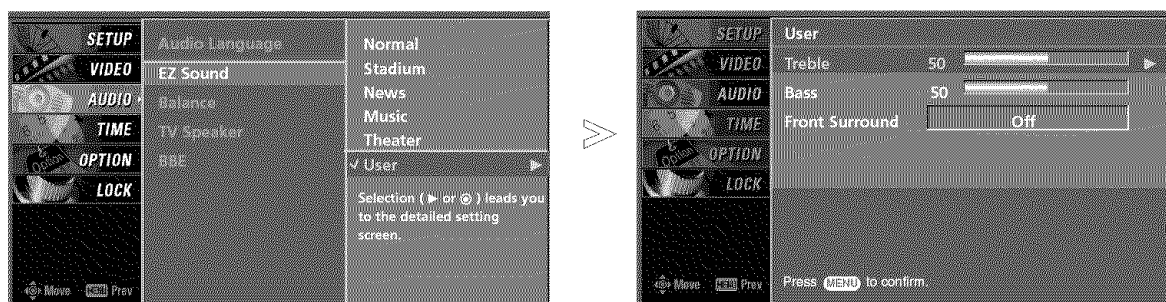 SETUP
VIDEO
AUDIO
TIME
OPTION
LOCK
Move MENU Prev
Audio Language
EZ Sound
Balance
TV Speaker
BBE
Normal
Stadium
News
Music
Theater
✓ User ▶
Selection ( ▶ or ◉ ) leads you
to the detailed setting
screen.
>
SETUP
VIDEO
AUDIO
TIME
OPTION
LOCK
Move MENU Prev
User
Treble 50 ▶
Bass 50
Front Surround Off
Press MENU to confirm.